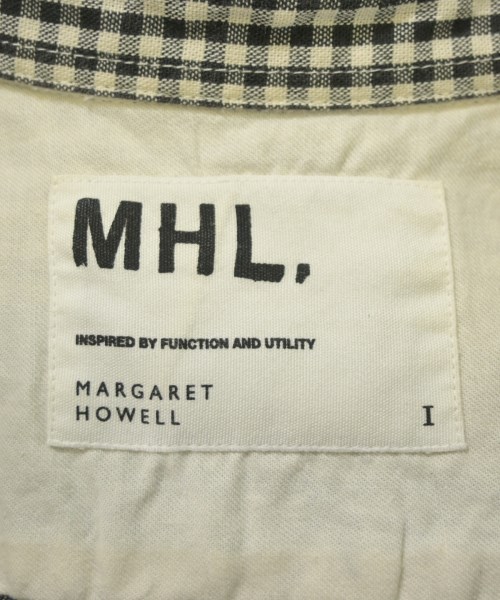 MHL.
INSPIRED BY FUNCTION AND UTILITY
MARGARET
HOWELL
I